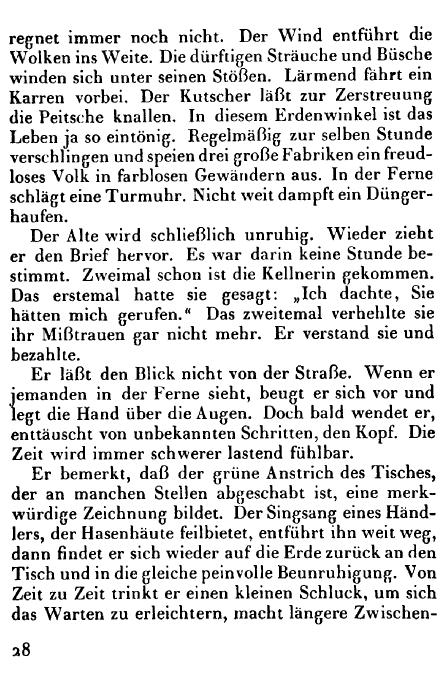 regnet immer noch nicht. Der Wind entführt die
Wolken ins Weite. Die dürftigen Sträuche und Büsche
winden sich unter seinen Stößen. Lärmend fährt ein
Karren vorbei. Der Kutscher läßt zur Zerstreuung
die Peitsche knallen. In diesem Erdenwinkel ist das
Leben ja so eintönig. Regelmäßig zur selben Stunde
verschlingen und speien drei große Fabriken ein freud-
loses Volk in farblosen Gewändern aus. In der Ferne
schlägt eine Turmuhr. Nicht weit dampft ein Dünger-
haufen.
Der Alte wird schließlich unruhig. Wieder zieht
er den Brief hervor. Es war darin keine Stunde be-
stimmt. Zweimal schon ist die Kellnerin gekommen.
Das erstemal hatte sie gesagt: „Ich dachte, Sie
hätten mich gerufen." Das zweitemal verhehlte sie
ihr Mißtrauen gar nicht mehr. Er verstand sie und
bezahlte.
Er läßt den Blick nicht von der Straße. Wenn er
jemanden in der Ferne sieht, beugt er sich vor und
legt die Hand über die Augen. Doch bald wendet er,
enttäuscht von unbekannten Schritten, den Kopf. Die
Zeit wird immer schwerer lastend fühlbar.
Er bemerkt, daß der grüne Anstrich des Tisches,
der an manchen Stellen abgeschabt ist, eine merk-
würdige Zeichnung bildet. Der Singsang eines Händ-
lers, der Hasenhäute feilbietet, entführt ihn weit weg,
dann findet er sich wieder auf die Erde zurück an den
Tisch und in die gleiche peinvolle Beunruhigung. Von
Zeit zu Zeit trinkt er einen kleinen Schluck, um sich
das Warten zu erleichtern, macht längere Zwischen-
28